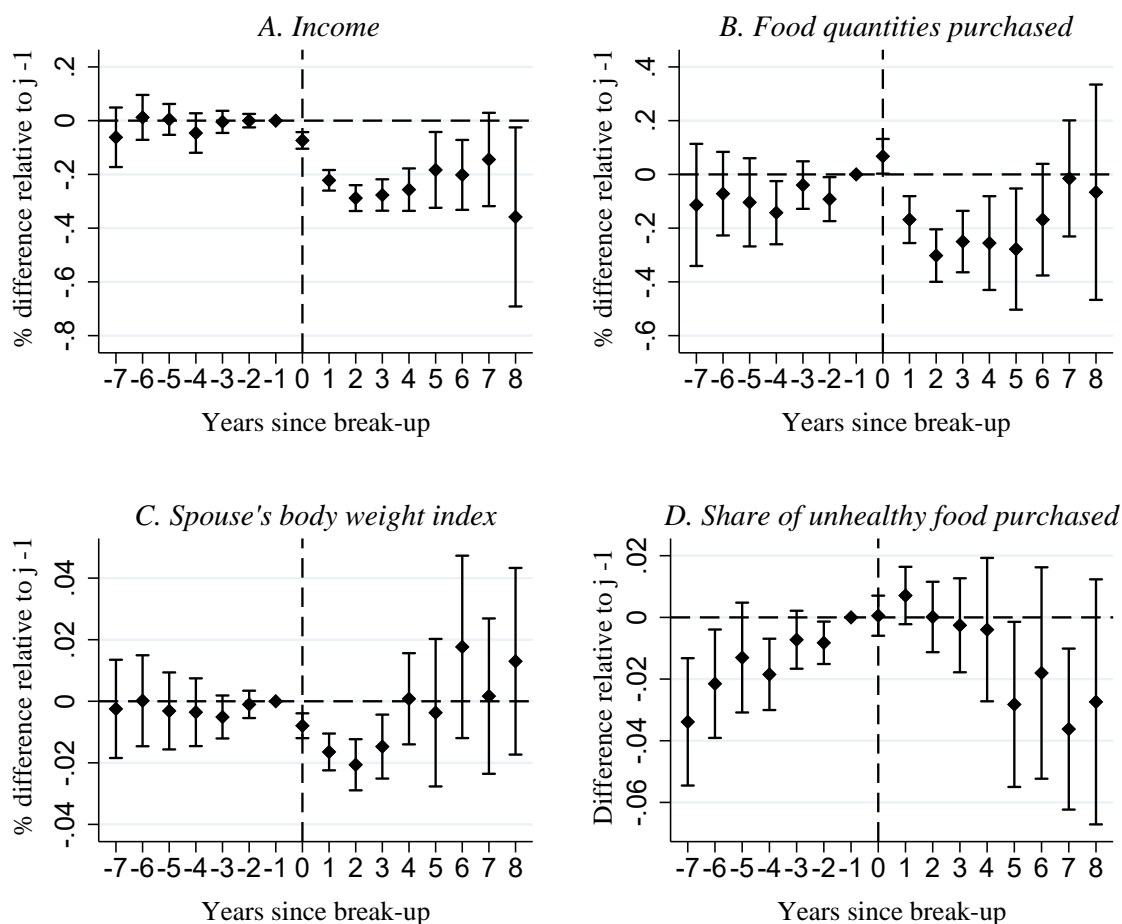 A. Income
% difference relative to j -1
.2
0
-.2
-.4
-.6
-.8
-7 -6 -5 -4 -3 -2 -1 0 1 2 3 4 5 6 7 8
Years since break-up
B. Food quantities purchased
% difference relative to j -1
.4
.2
0
-.2
-.4
-.6
-7 -6 -5 -4 -3 -2 -1 0 1 2 3 4 5 6 7 8
Years since break-up
C. Spouse's body weight index
% difference relative to j -1
.04
.02
0
-.02
-.04
-7 -6 -5 -4 -3 -2 -1 0 1 2 3 4 5 6 7 8
Years since break-up
D. Share of unhealthy food purchased
Difference relative to j -1
.02
0
-.02
-.04
-.06
-7 -6 -5 -4 -3 -2 -1 0 1 2 3 4 5 6 7 8
Years since break-up